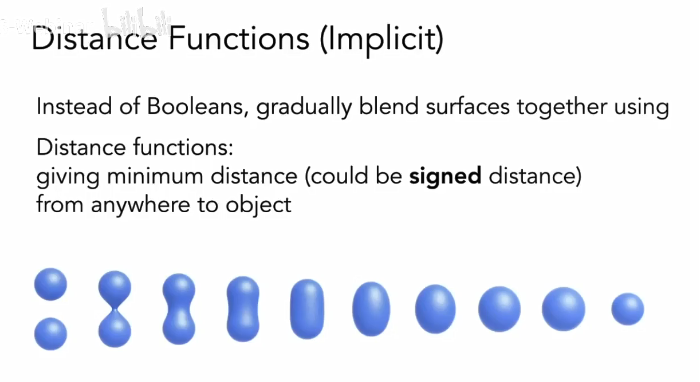 bilibili
Distance Functions (Implicit)
Instead of Booleans, gradually blend surfaces together using
Distance functions:
giving minimum distance (could be signed distance)
from anywhere to object